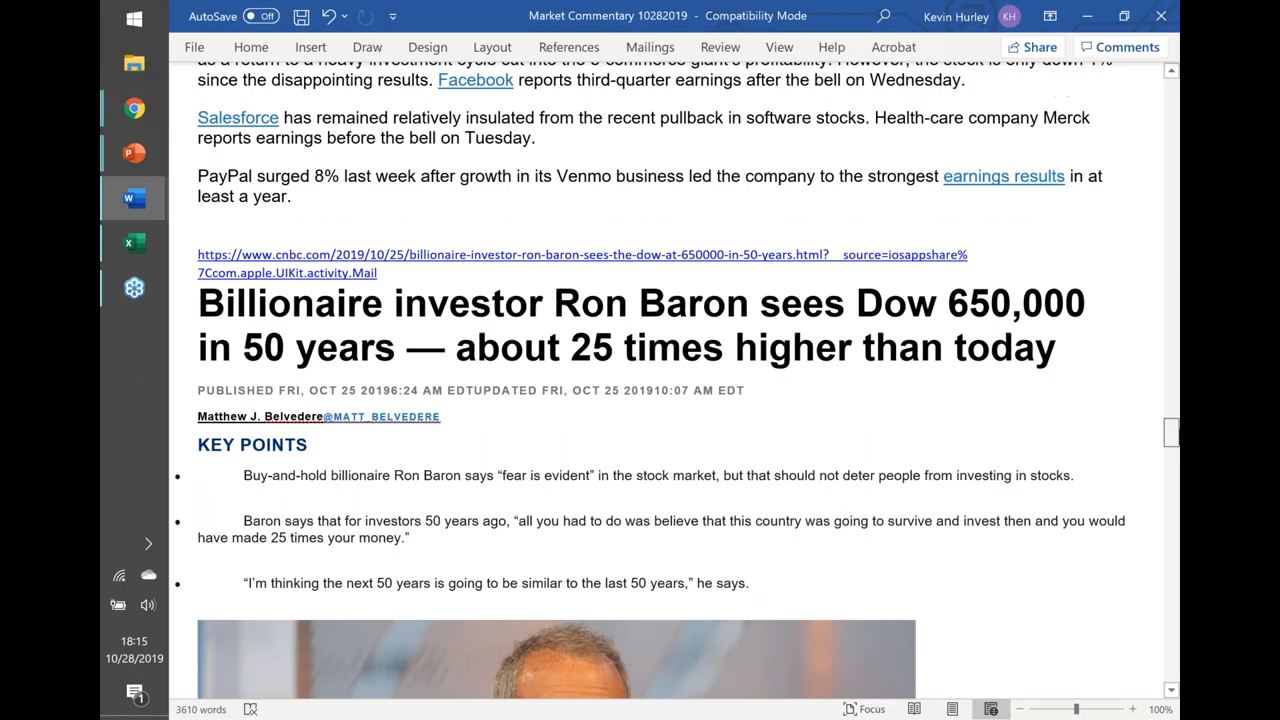 AutoSave Off Market Commentary 10282019 - Compatibility Mode Kevin Hurley KH
File Home Insert Draw Design Layout References Mailings Review View Help Acrobat Share Comments
since the disappointing results. Facebook reports third-quarter earnings after the bell on Wednesday.
Salesforce has remained relatively insulated from the recent pullback in software stocks. Health-care company Merck
reports earnings before the bell on Tuesday.
PayPal surged 8% last week after growth in its Venmo business led the company to the strongest earnings results in at
least a year.
https://www.cnbc.com/2019/10/25/billionaire-investor-ron-baron-sees-the-dow-at-650000-in-50-years.html?__source=iosappshare%
7Ccom.apple.UIKit.activity.Mail
Billionaire investor Ron Baron sees Dow 650,000
in 50 years — about 25 times higher than today
PUBLISHED FRI, OCT 25 20196:24 AM EDTUPDATED FRI, OCT 25 201910:07 AM EDT
Matthew J. Belvedere@MATT_BELVEDERE
KEY POINTS
• Buy-and-hold billionaire Ron Baron says “fear is evident” in the stock market, but that should not deter people from investing in stocks.
• Baron says that for investors 50 years ago, “all you had to do was believe that this country was going to survive and invest then and you would
have made 25 times your money.”
• “I’m thinking the next 50 years is going to be similar to the last 50 years,” he says.
18:15
10/28/2019
1
3610 words Focus 100%